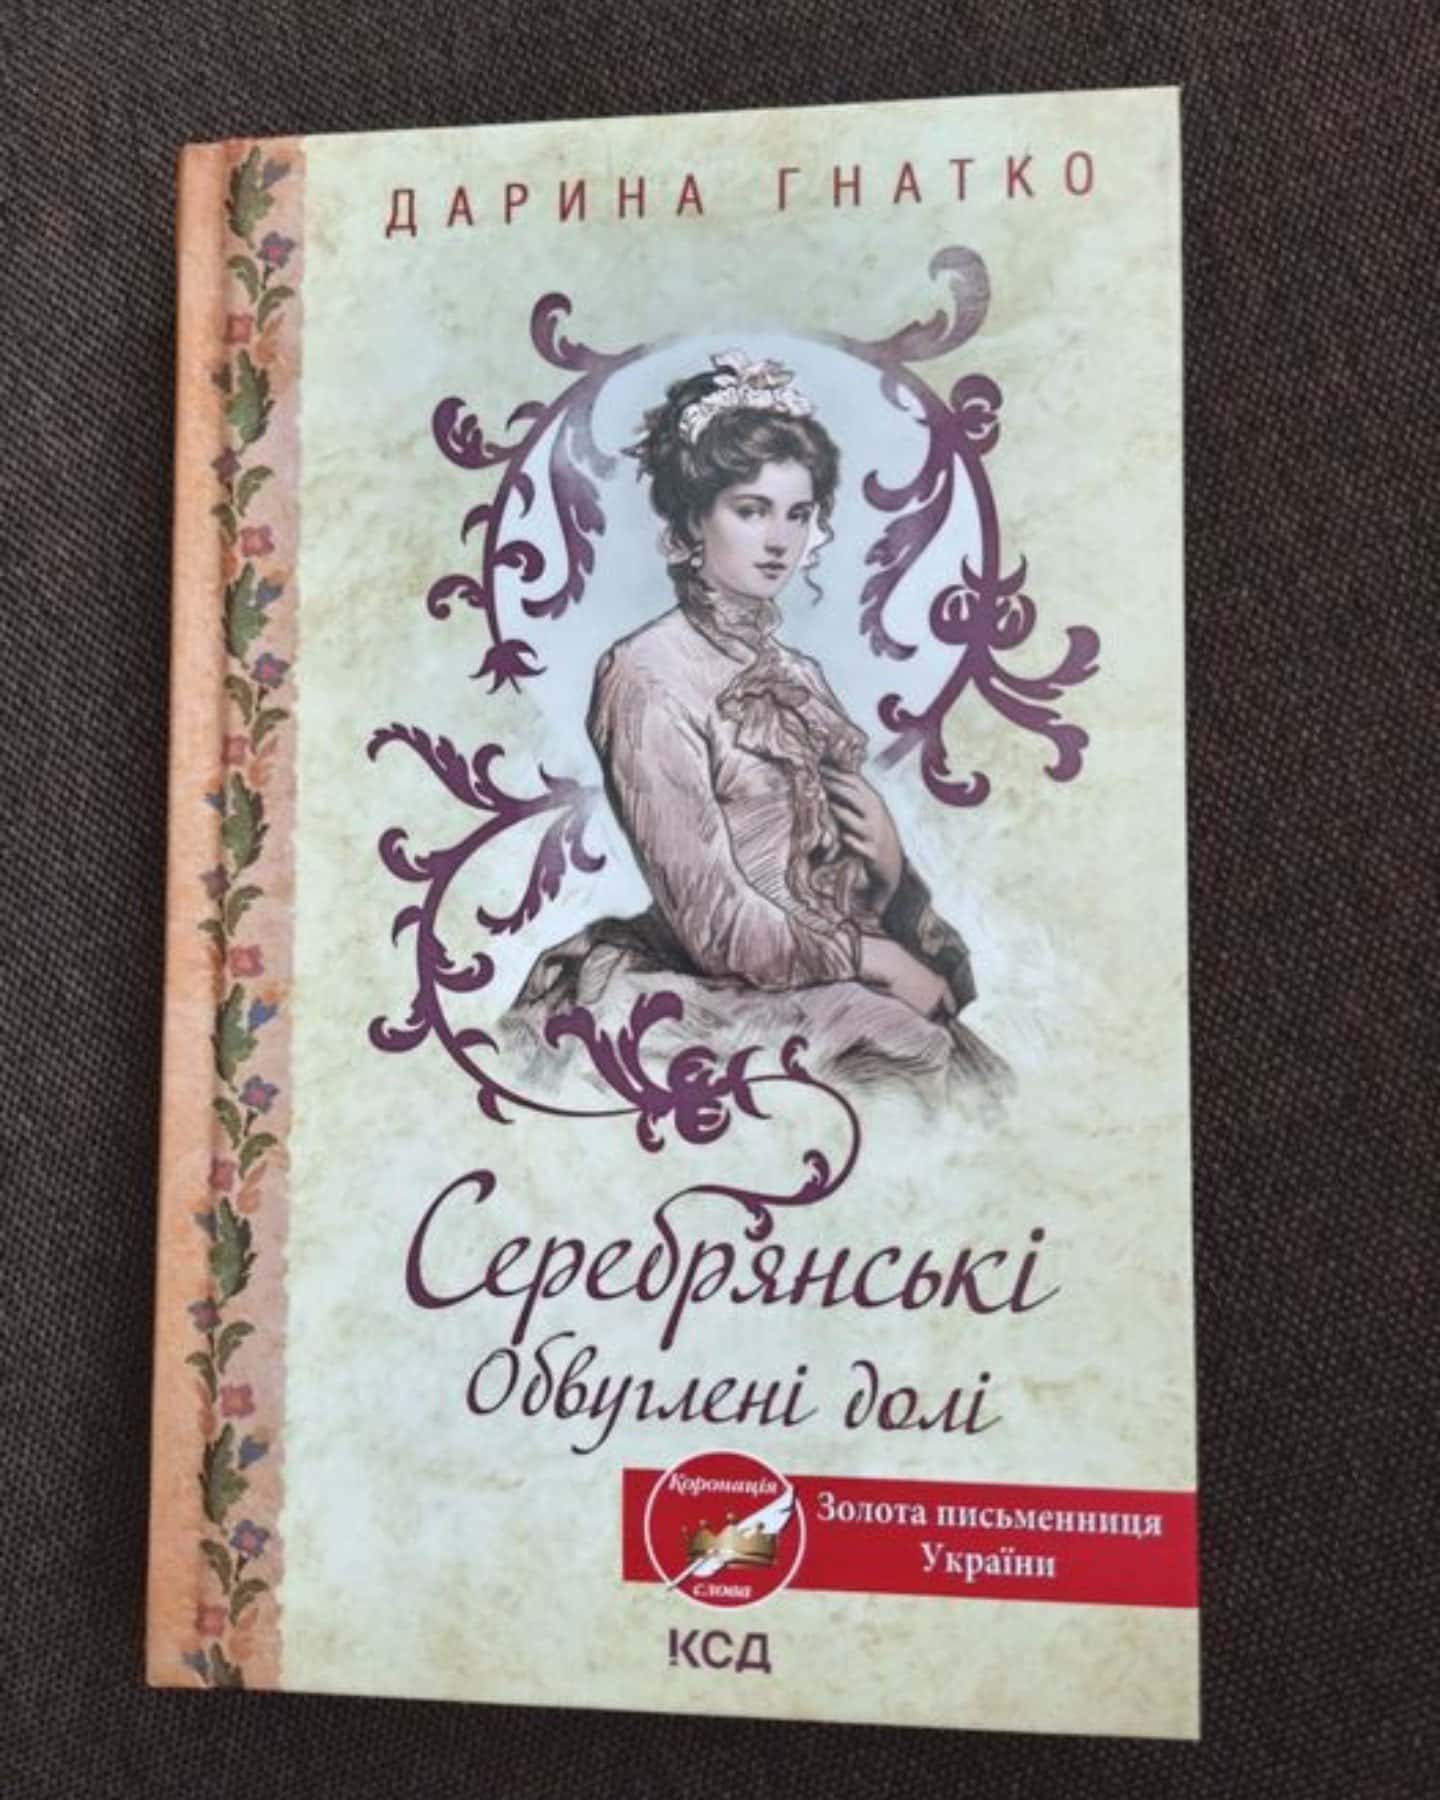 ДАРИНА ГНАТКО
Серебрянські
Обвуглені долі
Коронація
слова
Золота письменниця
України
КСД